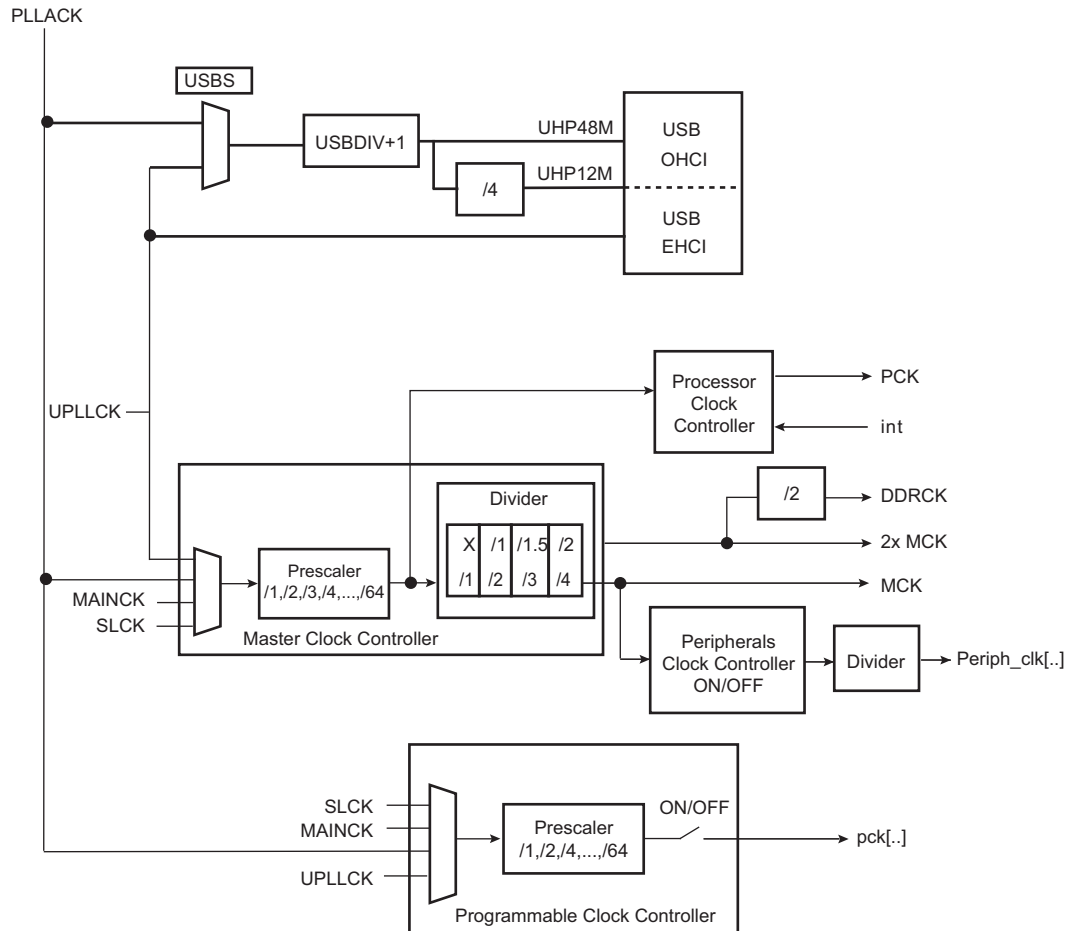 PLLACK
USBS
USBDIV+1
UHP48M
USB
OHCI
/4
UHP12M
USB
EHCI
UPLLCK
Processor
Clock
Controller
PCK
int
Divider
X /1 /1.5 /2
/1 /2 /3 /4
/2
DDRCK
2x MCK
MCK
Prescaler
/1,/2,/3,/4,...,/64
MAINCK
SLCK
Master Clock Controller
Peripherals
Clock Controller
ON/OFF
Divider
Periph_clk[..]
SLCK
MAINCK
UPLLCK
Prescaler
/1,/2,/4,...,/64
ON/OFF
pck[..]
Programmable Clock Controller